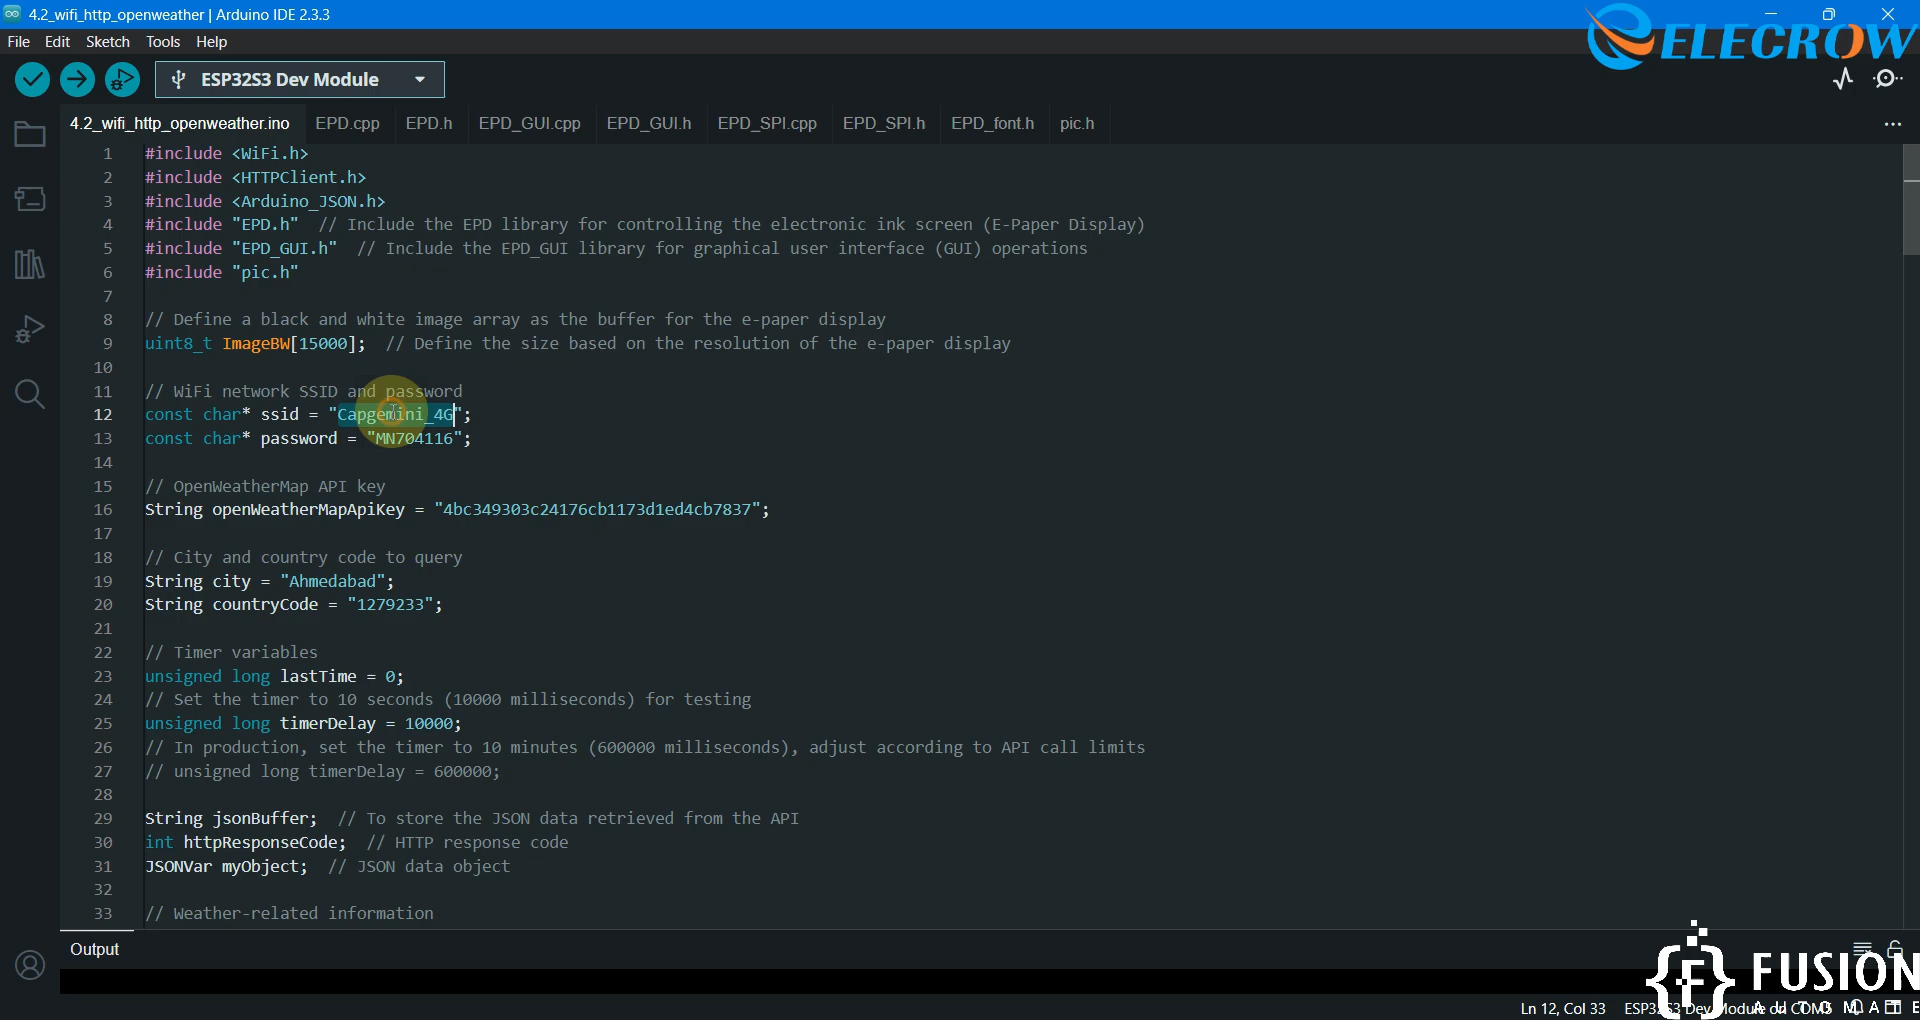 4.2_wifi_http_openweather | Arduino IDE 2.3.3
ELECROW
File Edit Sketch Tools Help
ESP32S3 Dev Module
4.2_wifi_http_openweather.ino EPD.cpp EPD.h EPD_GUI.cpp EPD_GUI.h EPD_SPI.cpp EPD_SPI.h EPD_font.h pic.h
1 #include <WiFi.h>
2 #include <HTTPClient.h>
3 #include <Arduino_JSON.h>
4 #include "EPD.h" // Include the EPD library for controlling the electronic ink screen (E-Paper Display)
5 #include "EPD_GUI.h" // Include the EPD_GUI library for graphical user interface (GUI) operations
6 #include "pic.h"
7
8 // Define a black and white image array as the buffer for the e-paper display
9 uint8_t ImageBW[15000]; // Define the size based on the resolution of the e-paper display
10
11 // WiFi network SSID and password
12 const char* ssid = "Capgemini_4G";
13 const char* password = "MN704116";
14
15 // OpenWeatherMap API key
16 String openWeatherMapApiKey = "4bc349303c24176cb1173d1ed4cb7837";
17
18 // City and country code to query
19 String city = "Ahmedabad";
20 String countryCode = "1279233";
21
22 // Timer variables
23 unsigned long lastTime = 0;
24 // Set the timer to 10 seconds (10000 milliseconds) for testing
25 unsigned long timerDelay = 10000;
26 // In production, set the timer to 10 minutes (600000 milliseconds), adjust according to API call limits
27 // unsigned long timerDelay = 600000;
28
29 String jsonBuffer; // To store the JSON data retrieved from the API
30 int httpResponseCode; // HTTP response code
31 JSONVar myObject; // JSON data object
32
33 // Weather-related information
Output
{F} FUSION
AUTOMATE
Ln 12, Col 33 ESP32S3 Dev Module on COM5